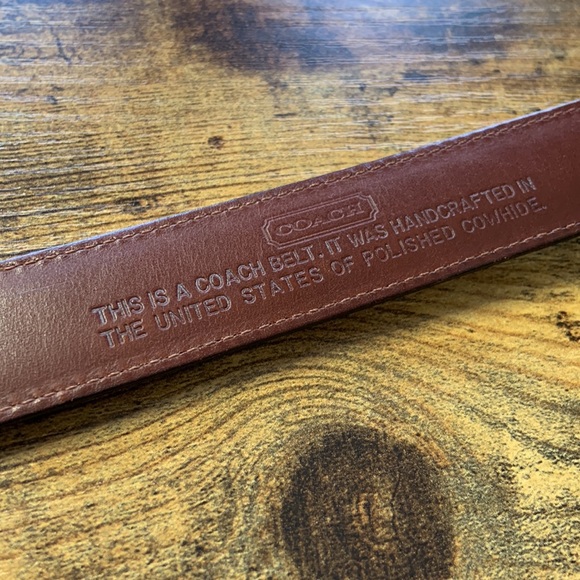 COACH
THIS IS A COACH BELT. IT WAS HANDCRAFTED IN
THE UNITED STATES OF POLISHED COWHIDE.